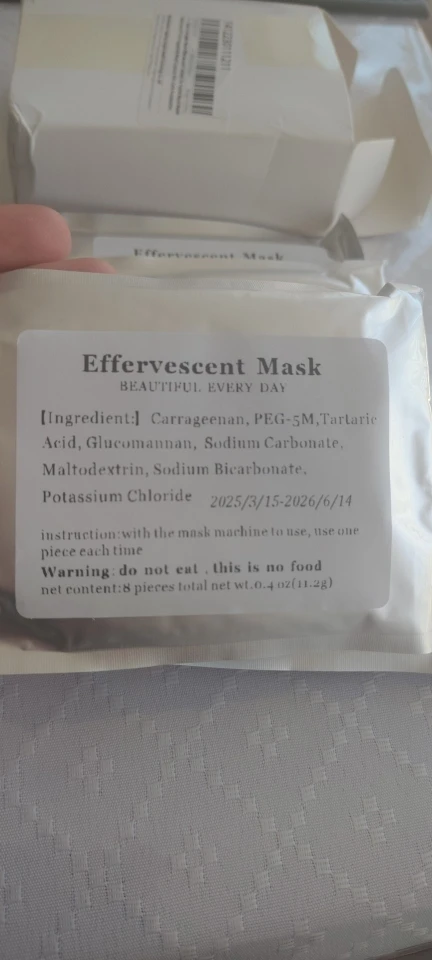 Effervescent Mask
Effervescent Mask
BEAUTIFUL EVERY DAY
【Ingredient:】 Carrageenan, PEG-5M,Tartaric
Acid, Glucomannan, Sodium Carbonate,
Maltodextrin, Sodium Bicarbonate,
Potassium Chloride 2025/3/15-2026/6/14
instruction:with the mask machine to use, use one
piece each time
Warning: do not eat , this is no food
net content:8 pieces total net wt.0.4 oz(11.2g)